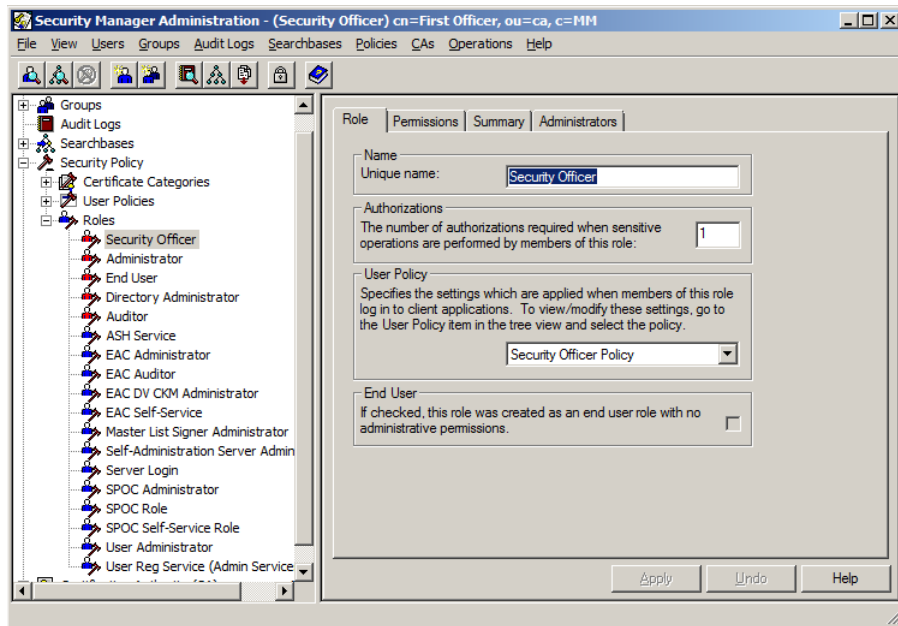 Security Manager Administration - (Security Officer) cn=First Officer, ou=ca, c=MM
File View Users Groups Audit Logs Searchbases Policies CAs Operations Help
Groups
Audit Logs
Searchbases
Security Policy
Certificate Categories
User Policies
Roles
Security Officer
Administrator
End User
Directory Administrator
Auditor
ASH Service
EAC Administrator
EAC Auditor
EAC DV CKM Administrator
EAC Self-Service
Master List Signer Administrator
Self-Administration Server Admin
Server Login
SPOC Administrator
SPOC Role
SPOC Self-Service Role
User Administrator
User Reg Service (Admin Service
Role Permissions Summary Administrators
Name
Unique name: Security Officer
Authorizations
The number of authorizations required when sensitive
operations are performed by members of this role: 1
User Policy
Specifies the settings which are applied when members of this role
log in to client applications. To view/modify these settings, go to
the User Policy item in the tree view and select the policy.
Security Officer Policy
End User
If checked, this role was created as an end user role with no
administrative permissions.
Apply Undo Help